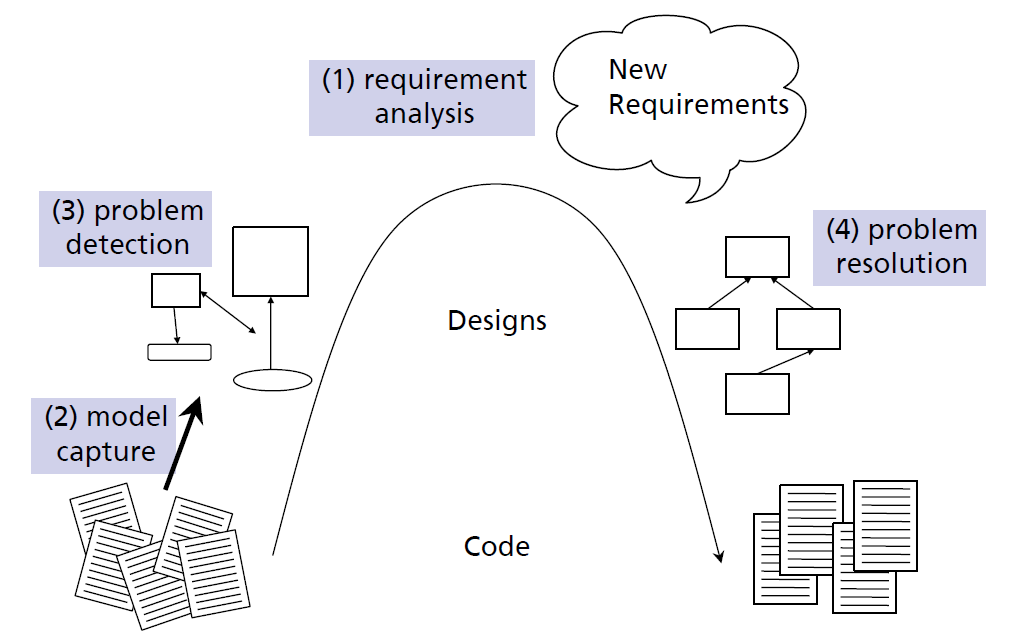 (1) requirement
analysis
New
Requirements
(3) problem
detection
(4) problem
resolution
Designs
(2) model
capture
Code